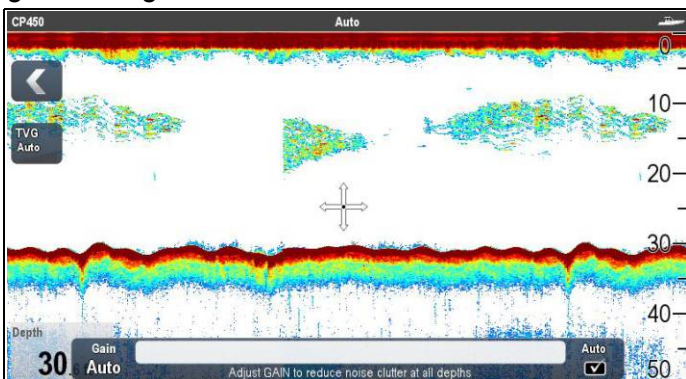 CP450 Auto
0
10
TVG
Auto
20
30
40
Depth
30.6
Gain
Auto
Auto
Adjust GAIN to reduce noise clutter at all depths
50